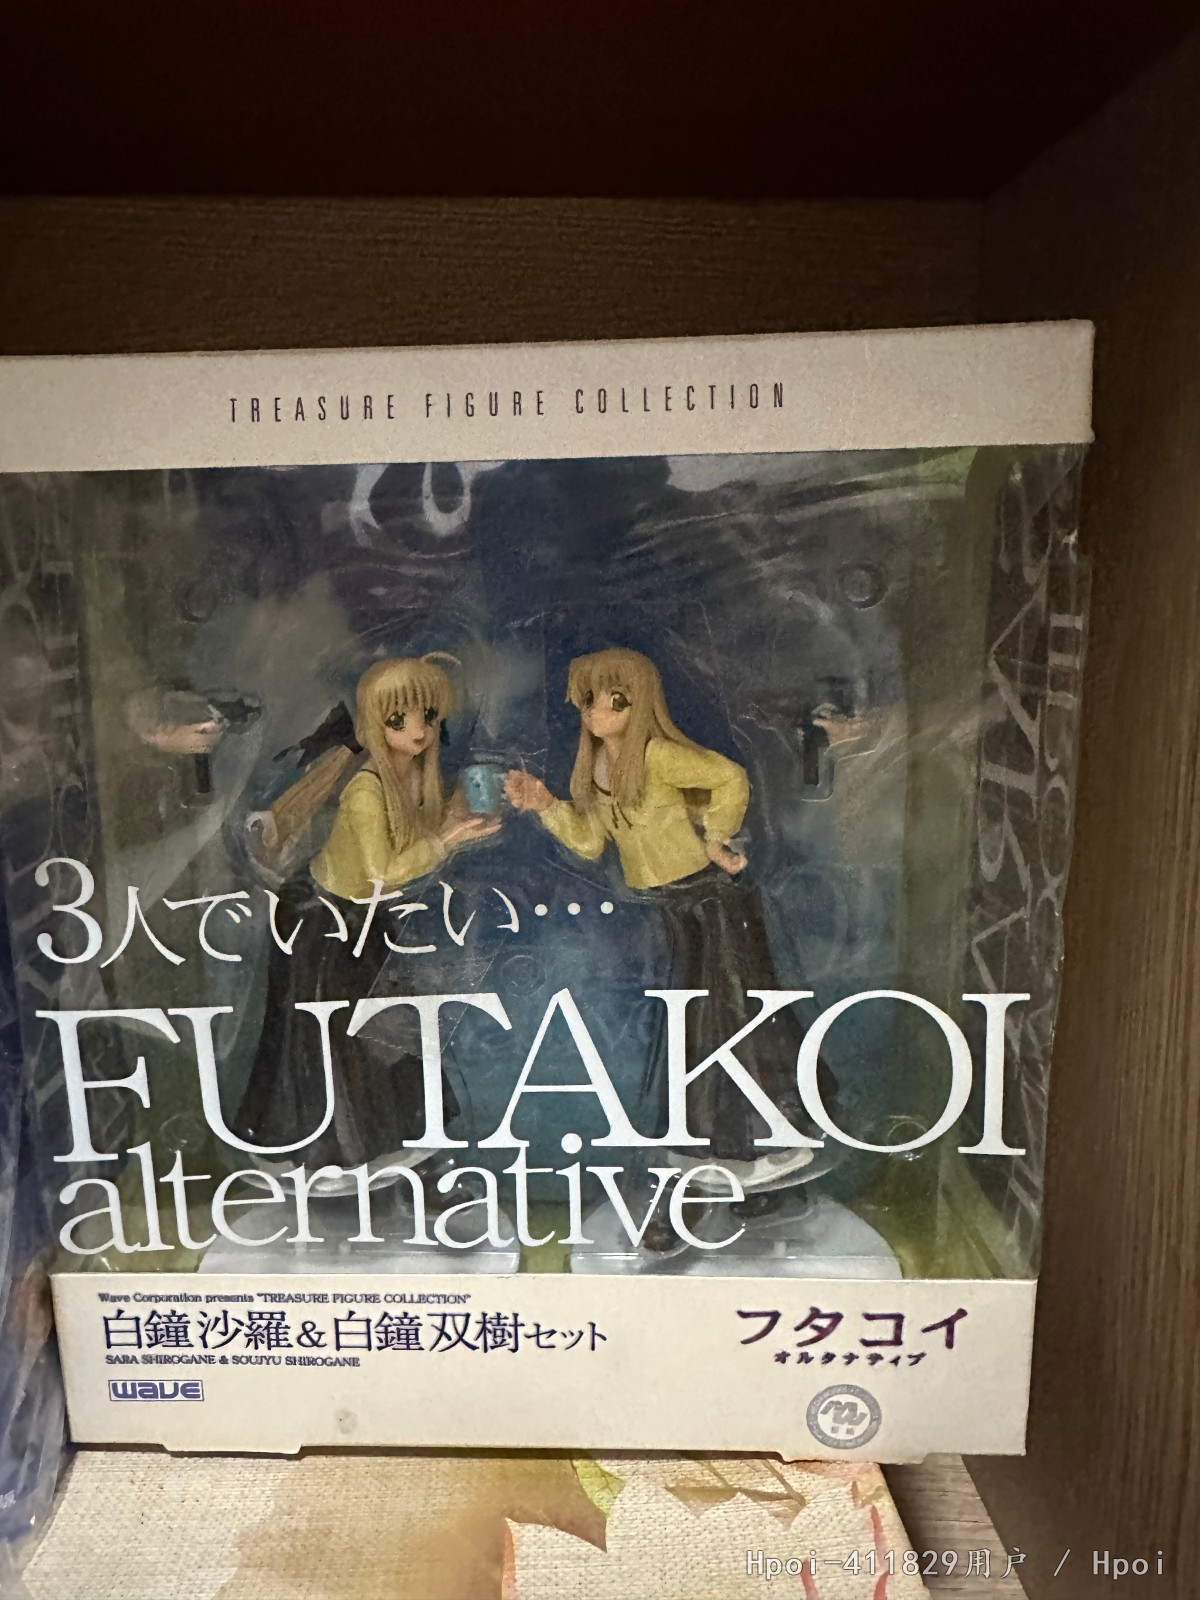 TREASURE FIGURE COLLECTION
3人でいたい…
FUTAKOI
alternative
Wave Corporation presents "TREASURE FIGURE COLLECTION"
白鐘沙羅&白鐘双樹セット
SARA SHIROGANE & SOUJYU SHIROGANE
wave
フタコイ
オルタナティブ
Hpoi-411829用户 / Hpoi